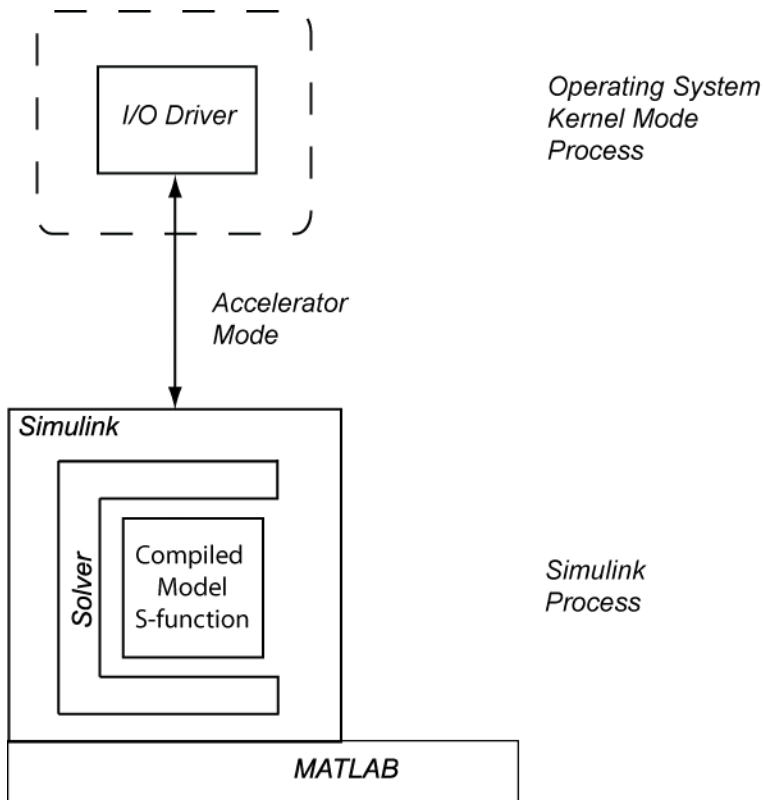 I/O Driver
Operating System
Kernel Mode
Process
Accelerator
Mode
Simulink
Solver
Compiled
Model
S-function
Simulink
Process
MATLAB